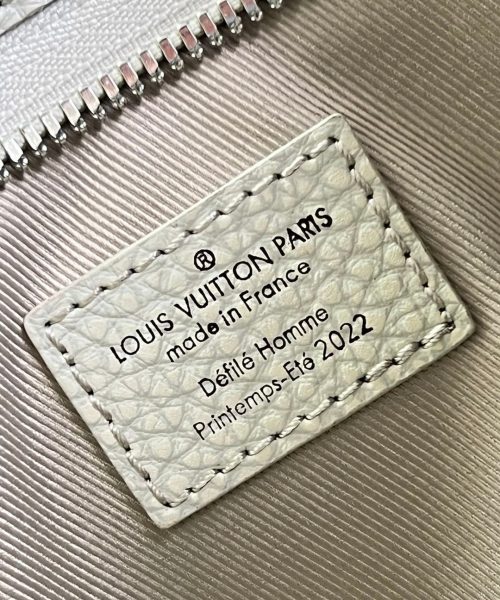 ®
LOUIS VUITTON PARIS
made in France
Défilé Homme
Printemps-Eté 2022